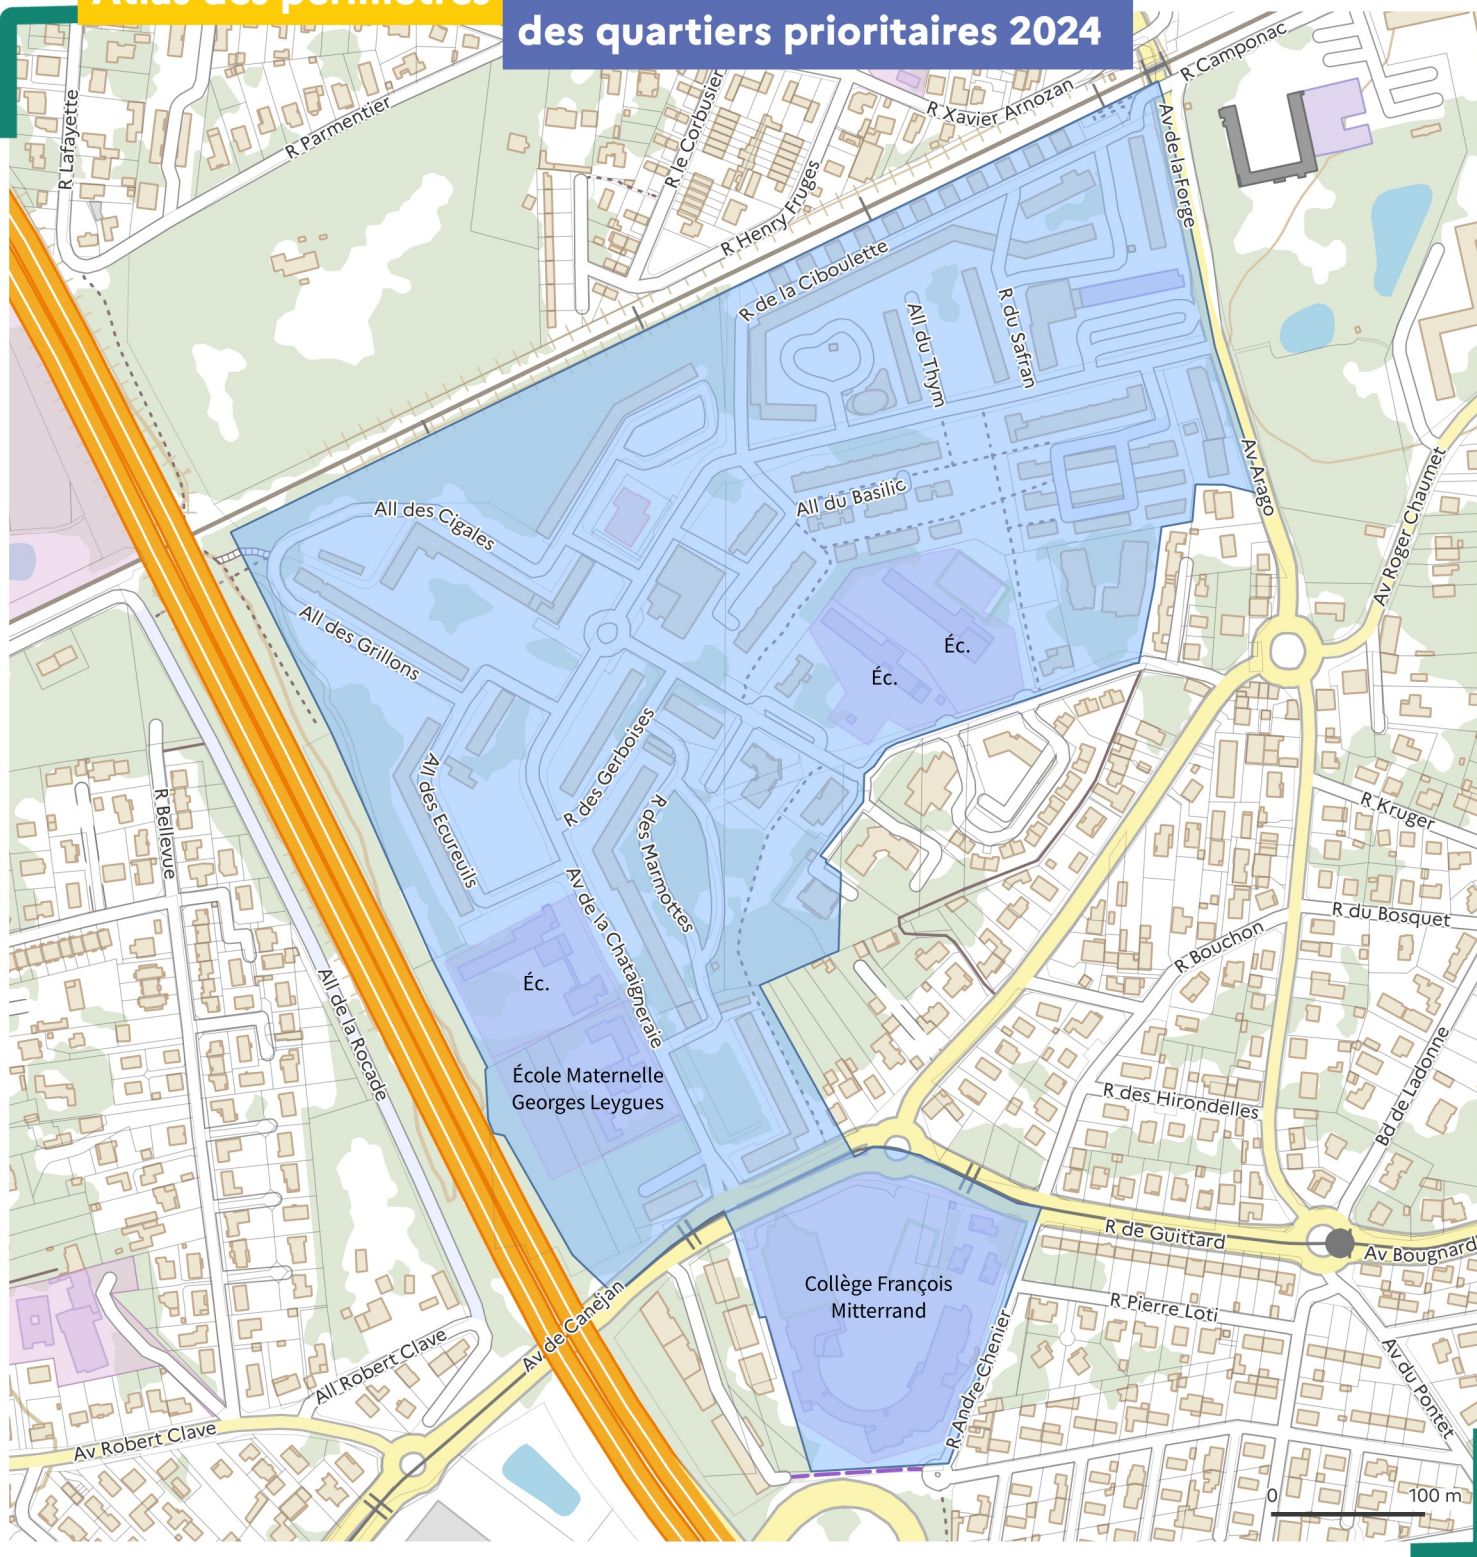 Atlas des périmètres
des quartiers prioritaires 2024
R Camponac
R Xavier Arnozan
R le Corbusier
R Parmentier
R Lafayette
Av de la Forge
R Henry Fruges
R de la Ciboulette
All du Thym
R du Safran
Av Arago
Av Roger Chaumet
All des Cigales
All du Basilic
All des Grillons
Éc.
Éc.
R des Gerboises
All des Ecureuils
R des Marmottes
R Bellevue
R Kruger
Av de la Chataigneraie
R du Bosquet
R Bouchon
Éc.
All de la Rocade
École Maternelle
Georges Leygues
R des Hirondelles
Bd de Ladonne
R de Guittard
Av Bougnard
Collège François
Mitterrand
R Pierre Loti
Av de Canejan
R Andre Chenier
All Robert Clave
Av du Pontet
Av Robert Clave
0
100 m